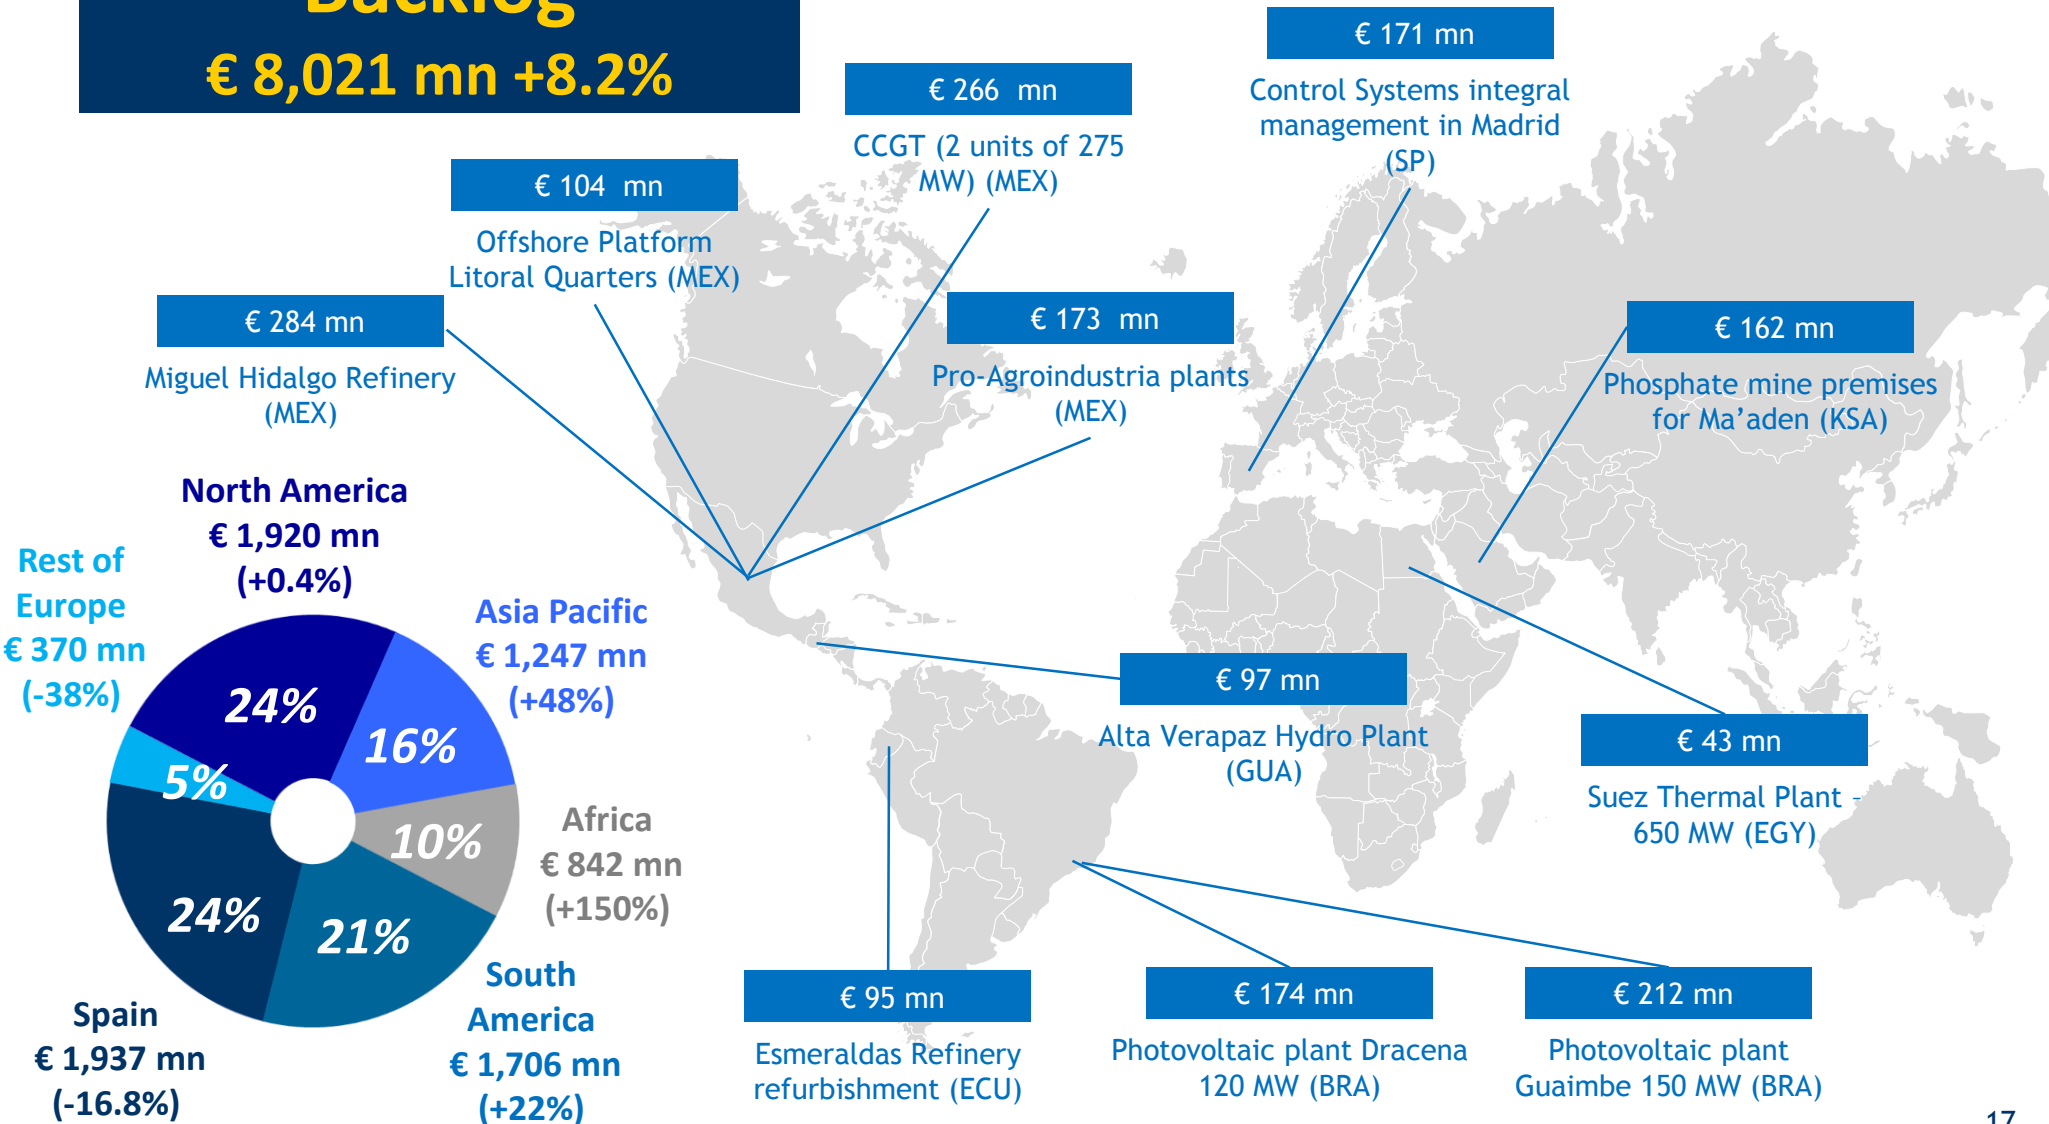 Backlog
€ 8,021 mn +8.2%
€ 171 mn
Control Systems integral
management in Madrid
(SP)
€ 266 mn
CCGT (2 units of 275
MW) (MEX)
€ 104 mn
Offshore Platform
Litoral Quarters (MEX)
€ 284 mn
Miguel Hidalgo Refinery
(MEX)
€ 173 mn
Pro-Agroindustria plants
(MEX)
€ 162 mn
Phosphate mine premises
for Ma’aden (KSA)
North America
€ 1,920 mn
(+0.4%)
Rest of
Europe
€ 370 mn
(-38%)
Asia Pacific
€ 1,247 mn
(+48%)
24%
16%
5%
10%
24%
21%
Africa
€ 842 mn
(+150%)
South
America
€ 1,706 mn
(+22%)
Spain
€ 1,937 mn
(-16.8%)
€ 97 mn
Alta Verapaz Hydro Plant
(GUA)
€ 43 mn
Suez Thermal Plant –
650 MW (EGY)
€ 95 mn
Esmeraldas Refinery
refurbishment (ECU)
€ 174 mn
Photovoltaic plant Dracena
120 MW (BRA)
€ 212 mn
Photovoltaic plant
Guaimbe 150 MW (BRA)
17